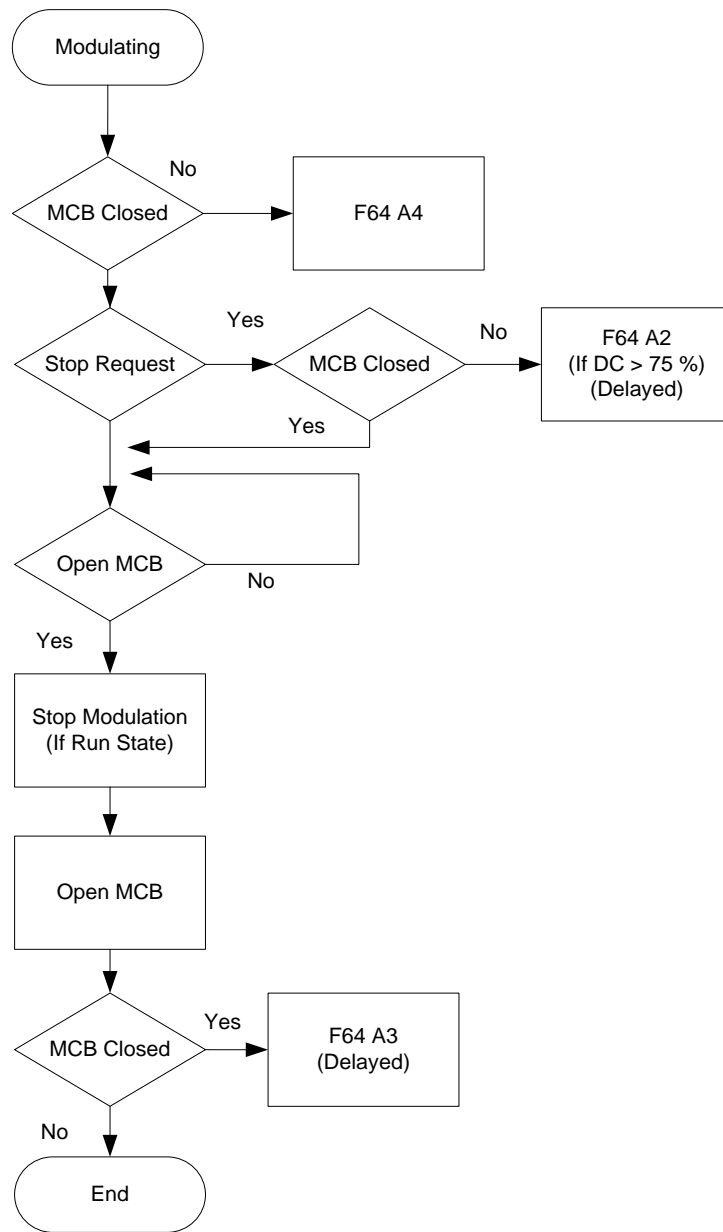 Modulating
No
MCB Closed
F64 A4
Yes
Stop Request
MCB Closed
No
F64 A2
(If DC > 75 %)
(Delayed)
Yes
Open MCB
No
Yes
Stop Modulation
(If Run State)
Open MCB
MCB Closed
Yes
F64 A3
(Delayed)
No
End